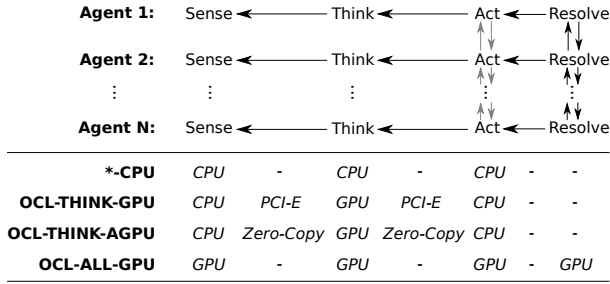 Agent 1: Sense Think Act Resolve
Agent 2: Sense Think Act Resolve
⋮ ⋮ ⋮ ⋮ ⋮
Agent N: Sense Think Act Resolve
*-CPU CPU - CPU CPU - -
OCL-THINK-GPU CPU PCI-E GPU PCI-E CPU - -
OCL-THINK-AGPU CPU Zero-Copy GPU Zero-Copy CPU - -
OCL-ALL-GPU GPU - GPU - GPU - GPU